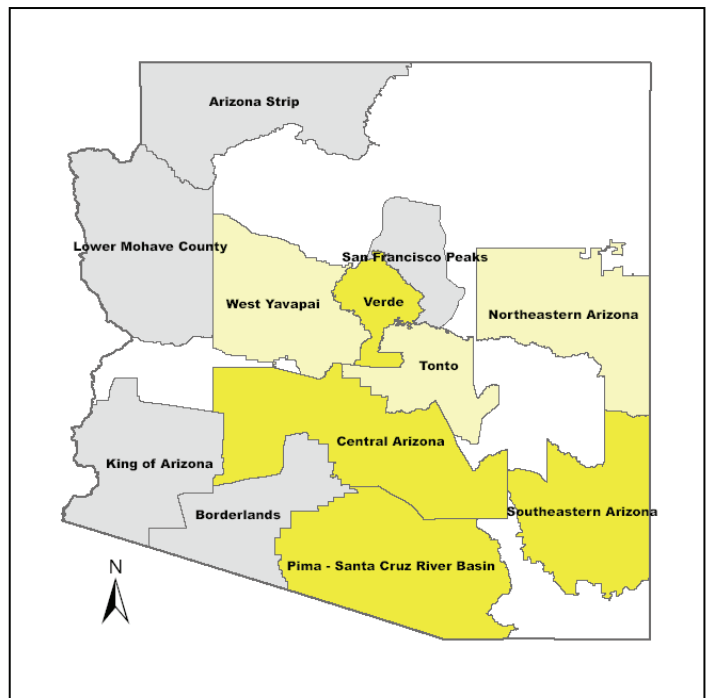 Arizona Strip
Lower Mohave County
San Francisco Peaks
West Yavapai
Verde
Northeastern Arizona
Tonto
Central Arizona
King of Arizona
Borderlands
Southeastern Arizona
Pima - Santa Cruz River Basin
N